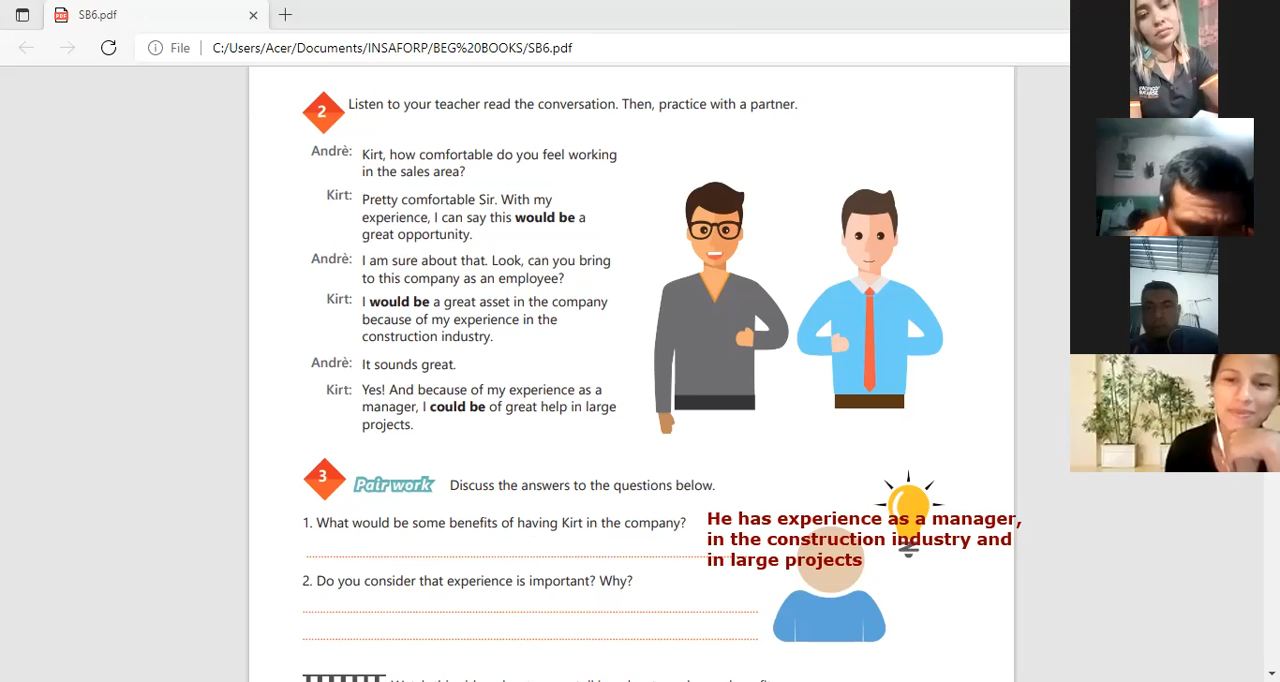 SB6.pdf
File
C:/Users/Acer/Documents/INSAFORP/BEG%20BOOKS/SB6.pdf
2
Listen to your teacher read the conversation. Then, practice with a partner.
Andrè: Kirt, how comfortable do you feel working
in the sales area?
Kirt: Pretty comfortable Sir. With my
experience, I can say this would be a
great opportunity.
Andrè: I am sure about that. Look, can you bring
to this company as an employee?
Kirt: I would be a great asset in the company
because of my experience in the
construction industry.
Andrè: It sounds great.
Kirt: Yes! And because of my experience as a
manager, I could be of great help in large
projects.
3
Pair work Discuss the answers to the questions below.
1. What would be some benefits of having Kirt in the company?
He has experience as a manager,
in the construction industry and
in large projects
2. Do you consider that experience is important? Why?